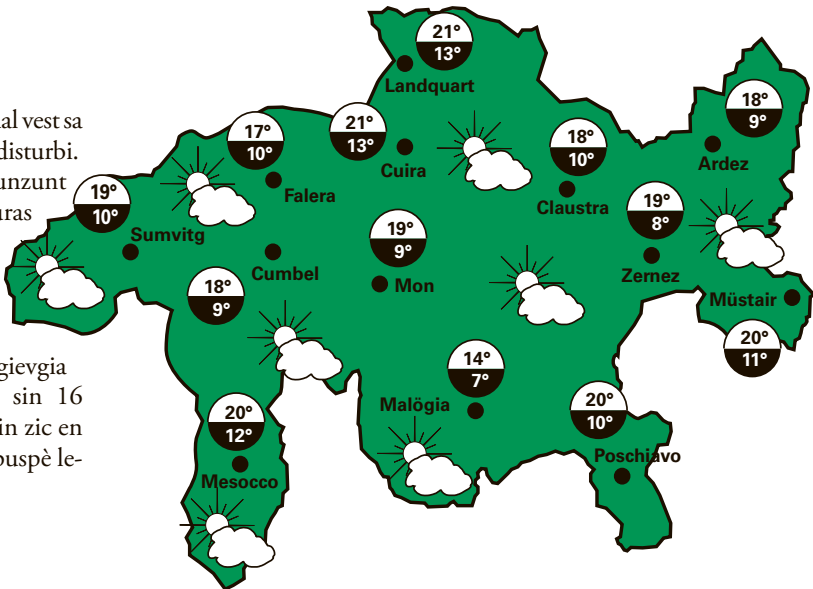 al vest sa
disturbi.
unzunt
uras
gievgia
sin 16
in zic en
puspè le-
21°
13°
Landquart
17°
10°
Falera
21°
13°
Cuira
18°
10°
Claustra
18°
9°
Ardez
19°
10°
Sumvitg
Cumbel
18°
9°
19°
9°
Mon
19°
8°
Zernez
Müstair
20°
11°
14°
7°
Malögia
20°
10°
Poschiavo
20°
12°
Mesocco